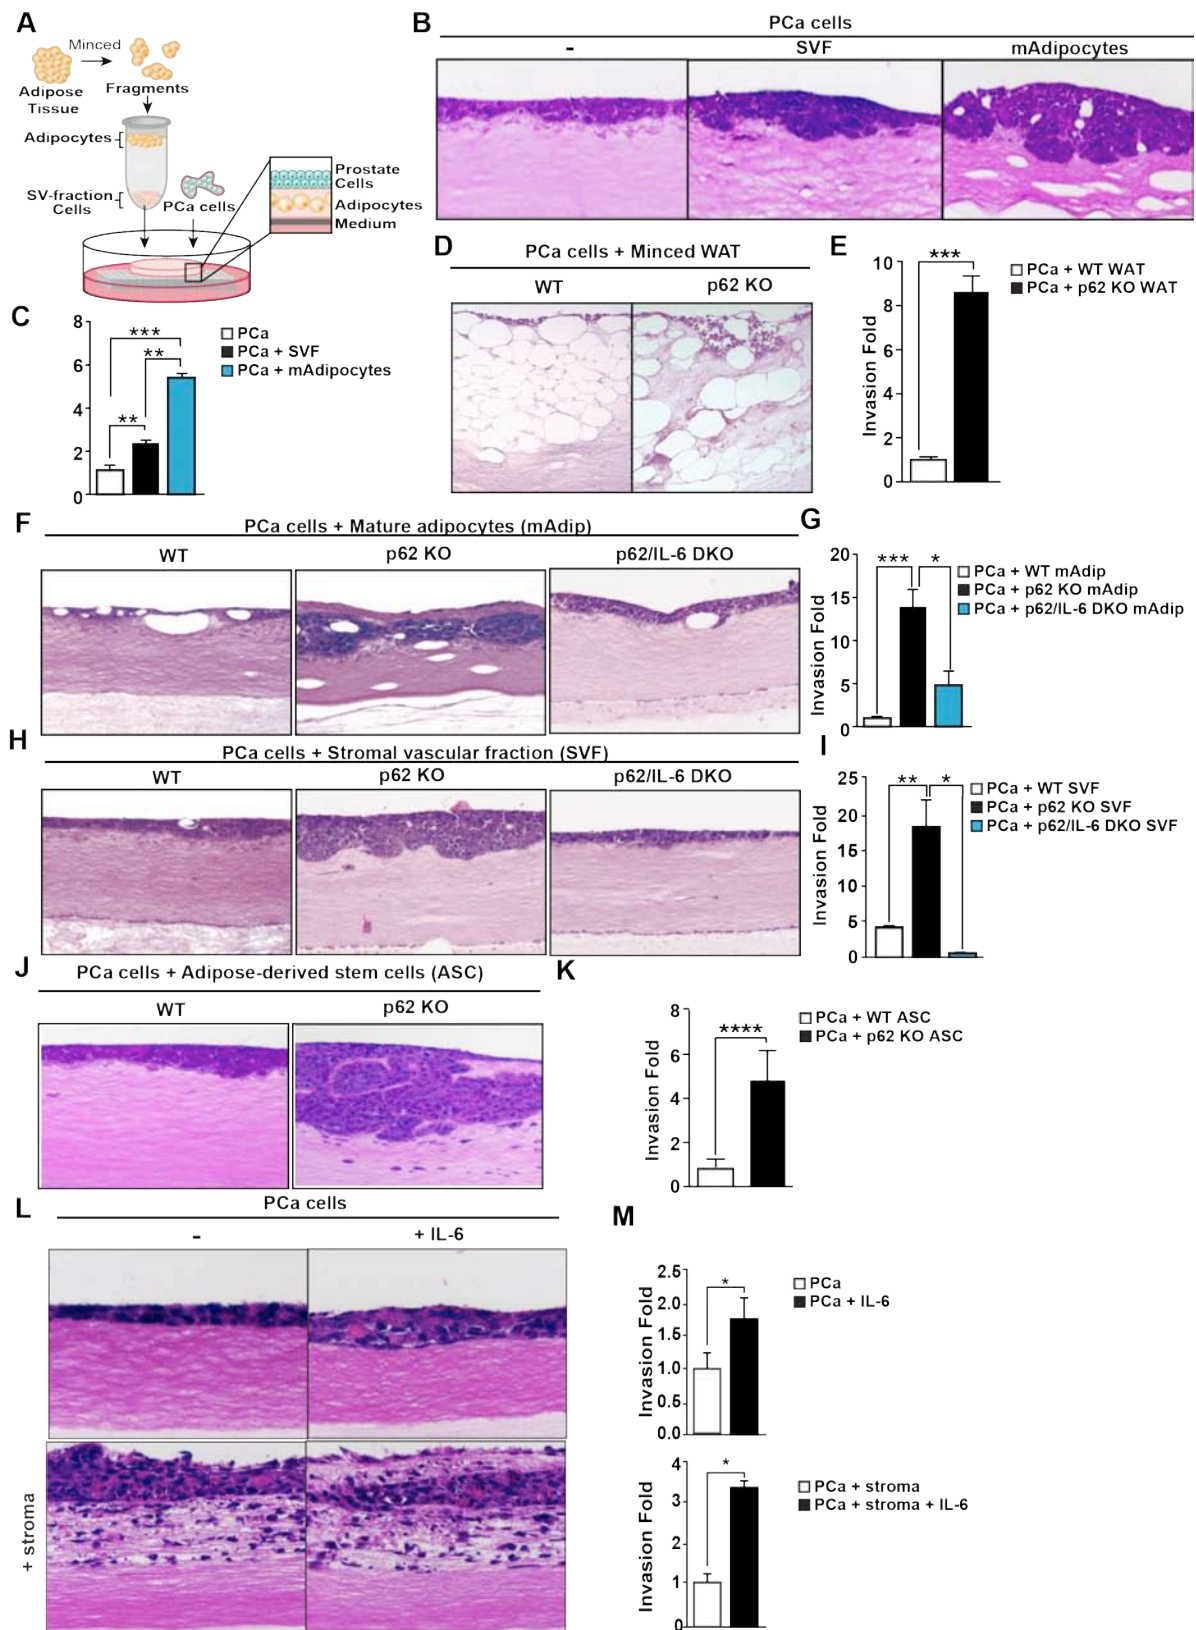 A
Minced
Adipose
Tissue
Fragments
Adipocytes
SV-fraction
Cells
PCa cells
Prostate
Cells
Adipocytes
Medium
B
PCa cells
-
SVF
mAdipocytes
C
8
6
4
2
0
***
**
**
PCa
PCa + SVF
PCa + mAdipocytes
D
PCa cells + Minced WAT
WT
p62 KO
E
Invasion Fold
10
8
6
4
2
0
***
PCa + WT WAT
PCa + p62 KO WAT
F
PCa cells + Mature adipocytes (mAdip)
WT
p62 KO
p62/IL-6 DKO
G
Invasion Fold
20
15
10
5
0
***
*
PCa + WT mAdip
PCa + p62 KO mAdip
PCa + p62/IL-6 DKO mAdip
H
PCa cells + Stromal vascular fraction (SVF)
WT
p62 KO
p62/IL-6 DKO
I
Invasion Fold
25
20
15
10
5
0
**
*
PCa + WT SVF
PCa + p62 KO SVF
PCa + p62/IL-6 DKO SVF
J
PCa cells + Adipose-derived stem cells (ASC)
WT
p62 KO
K
Invasion Fold
8
6
4
2
0
****
PCa + WT ASC
PCa + p62 KO ASC
L
PCa cells
-
+ IL-6
+ stroma
M
Invasion Fold
2.5
2.0
1.5
1.0
0.5
0.0
*
PCa
PCa + IL-6
Invasion Fold
4
3
2
1
0
*
PCa + stroma
PCa + stroma + IL-6